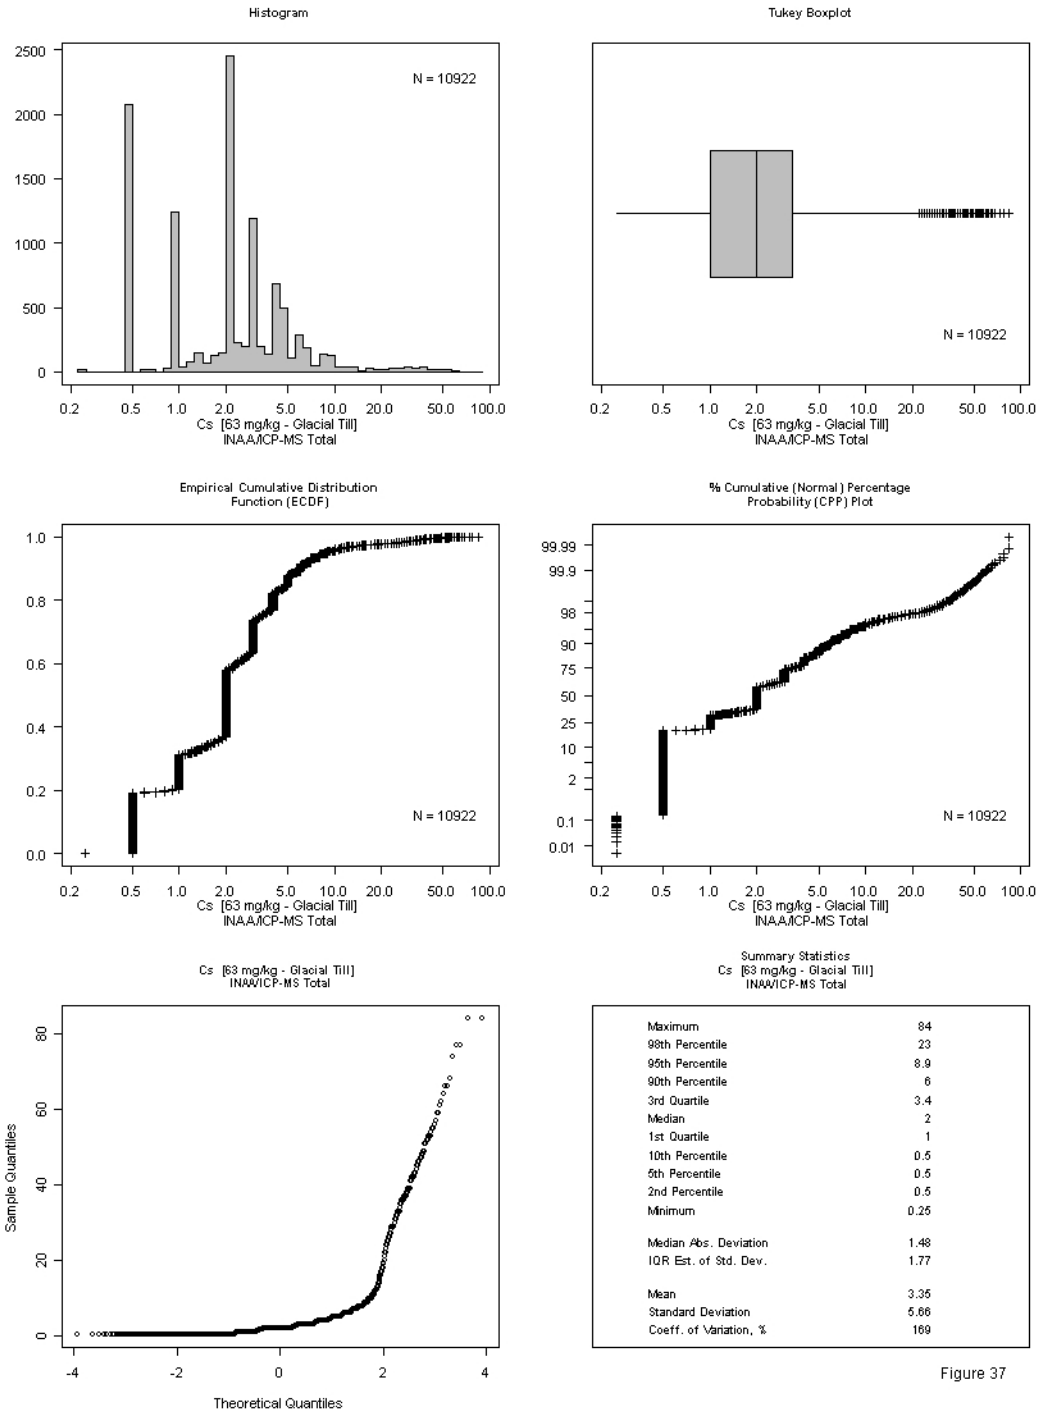 Histogram
2500
2000
1500
1000
500
0
N = 10922
0.2 0.5 1.0 2.0 5.0 10.0 20.0 50.0 100.0
Cs [63 mg/kg - Glacial Till]
INAA/ICP-MS Total
Tukey Boxplot
N = 10922
0.2 0.5 1.0 2.0 5.0 10.0 20.0 50.0 100.0
Cs [63 mg/kg - Glacial Till]
INAA/ICP-MS Total
Empirical Cumulative Distribution
Function (ECDF)
1.0
0.8
0.6
0.4
0.2
0.0
N = 10922
0.2 0.5 1.0 2.0 5.0 10.0 20.0 50.0 100.0
Cs [63 mg/kg - Glacial Till]
INAA/ICP-MS Total
% Cumulative (Normal) Percentage
Probability (CPP) Plot
99.99
99.9
98
90
75
50
25
10
2
0.1
0.01
N = 10922
0.2 0.5 1.0 2.0 5.0 10.0 20.0 50.0 100.0
Cs [63 mg/kg - Glacial Till]
INAA/ICP-MS Total
Cs [63 mg/kg - Glacial Till]
INAA/ICP-MS Total
Sample Quantiles
80
60
40
20
0
-4 -2 0 2 4
Theoretical Quantiles
Summary Statistics
Cs [63 mg/kg - Glacial Till]
INAA/ICP-MS Total
Maximum 84
98th Percentile 23
95th Percentile 8.9
90th Percentile 6
3rd Quartile 3.4
Median 2
1st Quartile 1
10th Percentile 0.5
5th Percentile 0.5
2nd Percentile 0.5
Minimum 0.25
Median Abs. Deviation 1.48
IQR Est. of Std. Dev. 1.77
Mean 3.35
Standard Deviation 5.66
Coeff. of Variation, % 169
Figure 37